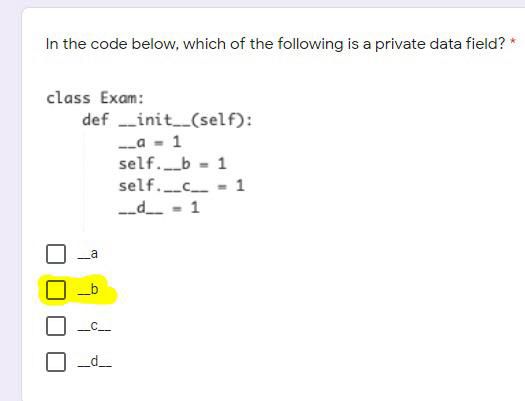 In the code below, which of the following is a private data field? *
class Exam:
def __init__(self):
__a = 1
self.__b = 1
self.__c__ = 1
__d__ = 1
__a
__b
__c__
__d__